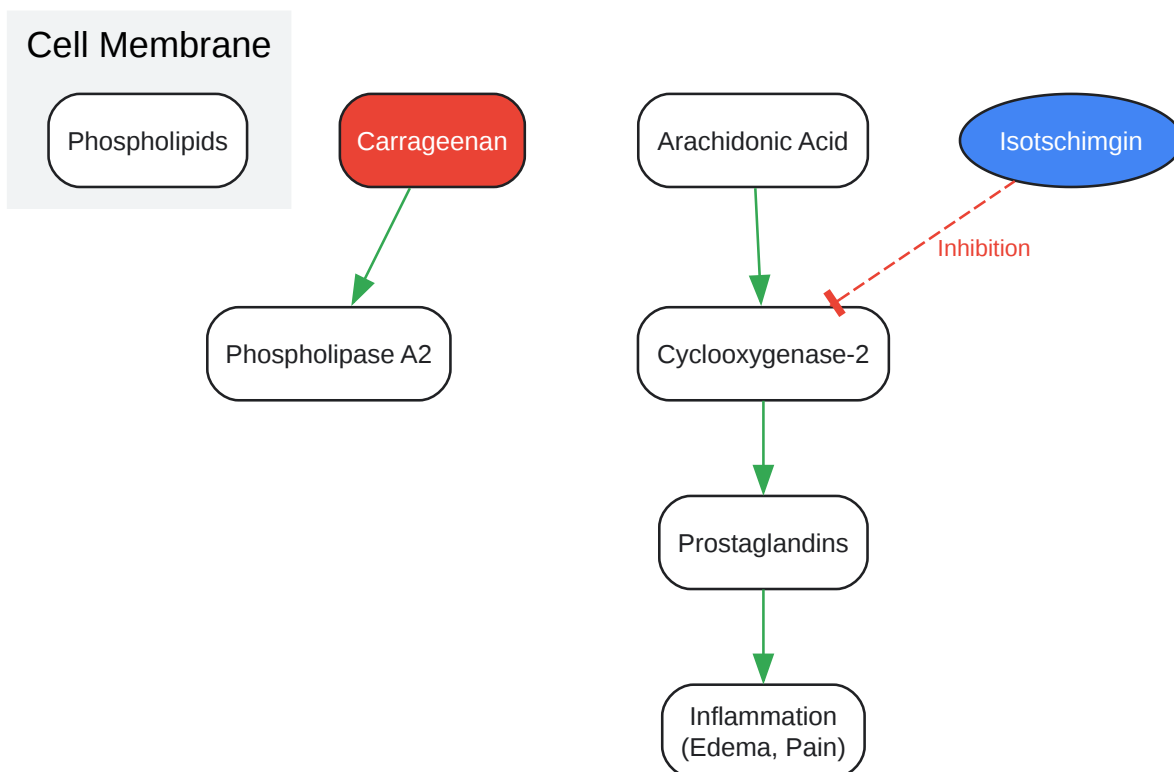 Cell Membrane
Phospholipids
Carrageenan
Arachidonic Acid
Isotschimgin
Inhibition
Phospholipase A2
Cyclooxygenase-2
Prostaglandins
Inflammation
(Edema, Pain)